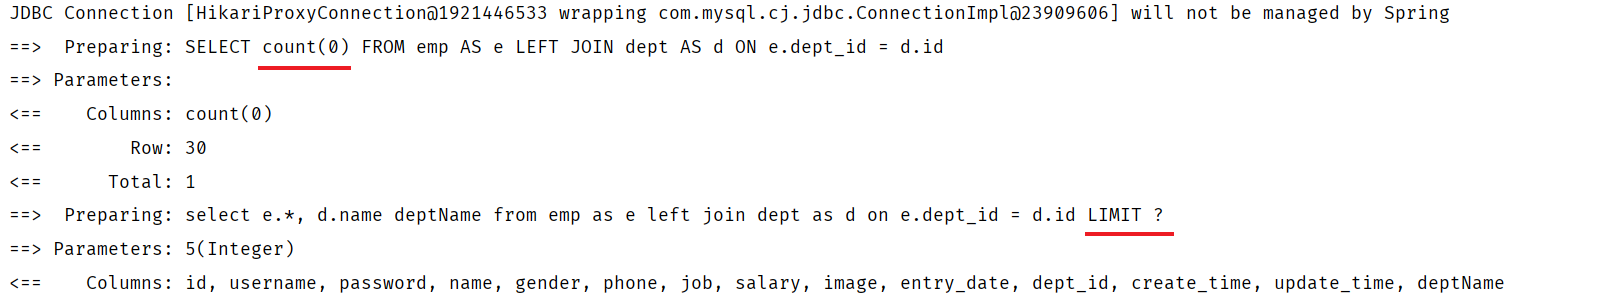 JDBC Connection [HikariProxyConnection@1921446533 wrapping com.mysql.cj.jdbc.ConnectionImpl@23909606] will not be managed by Spring
==>  Preparing: SELECT count(0) FROM emp AS e LEFT JOIN dept AS d ON e.dept_id = d.id
==> Parameters:
<==    Columns: count(0)
<==        Row: 30
<==      Total: 1
==>  Preparing: select e.*, d.name deptName from emp as e left join dept as d on e.dept_id = d.id LIMIT ?
==> Parameters: 5(Integer)
<==    Columns: id, username, password, name, gender, phone, job, salary, image, entry_date, dept_id, create_time, update_time, deptName